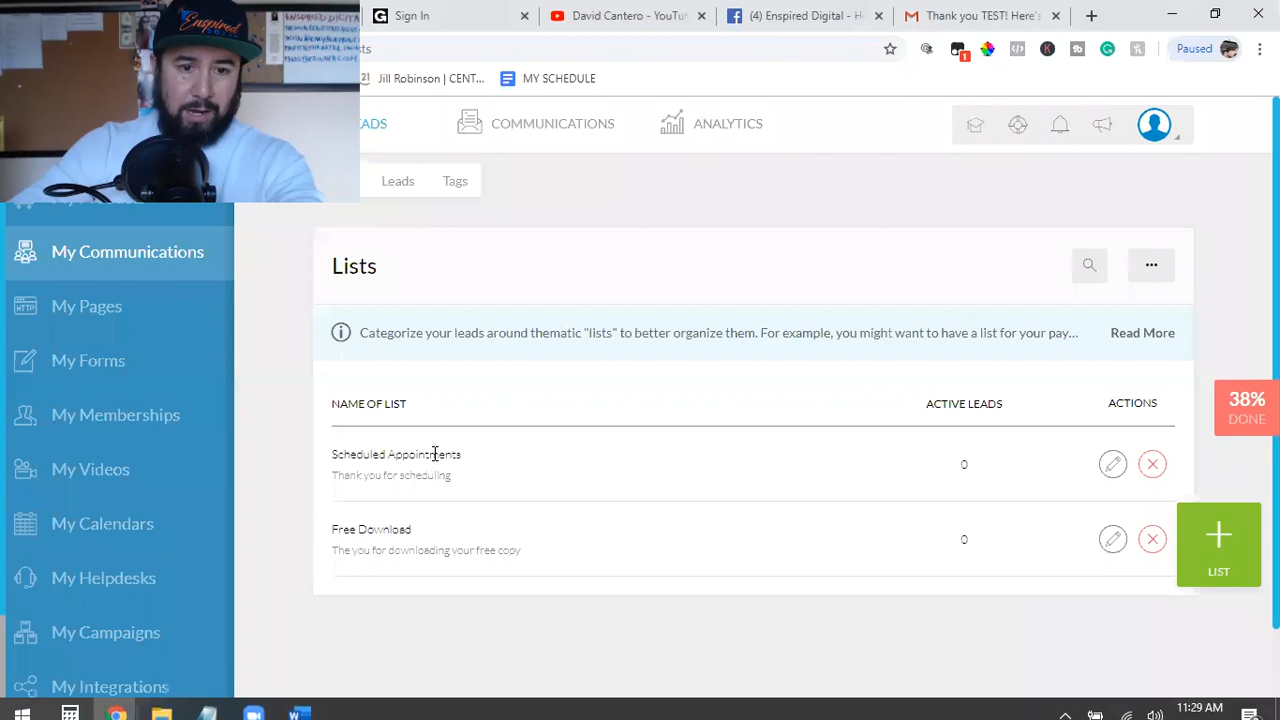 Enspired
ENSPIRED DIGITAL
Sign In
David Cantero - YouTub
(4) Enspired Digital -
Thank you
Paused
Jill Robinson | CENT...
MY SCHEDULE
COMMUNICATIONS
ANALYTICS
Leads
Tags
My Communications
My Pages
My Forms
My Memberships
My Videos
My Calendars
My Helpdesks
My Campaigns
My Integrations
Lists
Categorize your leads around thematic "lists" to better organize them. For example, you might want to have a list for your pay...
Read More
NAME OF LIST
ACTIVE LEADS
ACTIONS
Scheduled Appointments
Thank you for scheduling
0
Free Download
The you for downloading your free copy
0
38%
DONE
LIST
11:29 AM